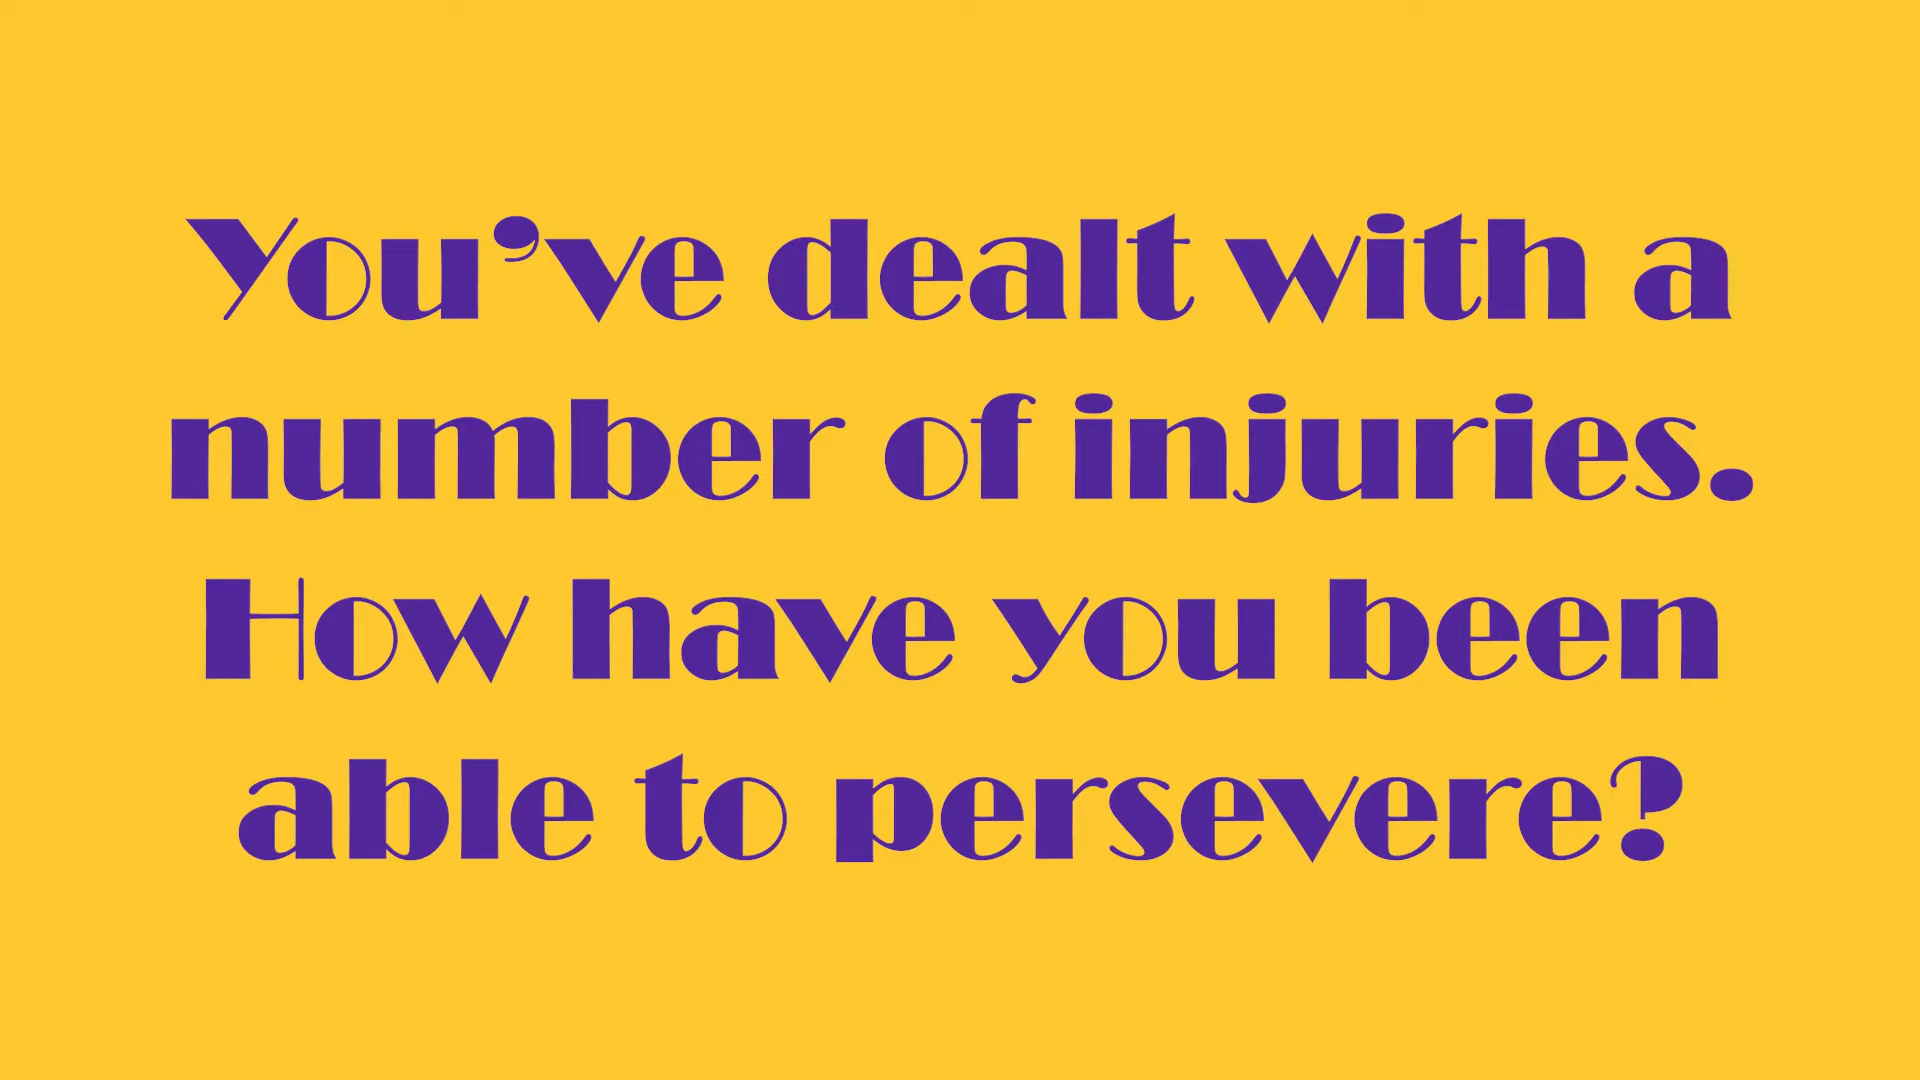 You’ve dealt with a
number of injuries.
How have you been
able to persevere?